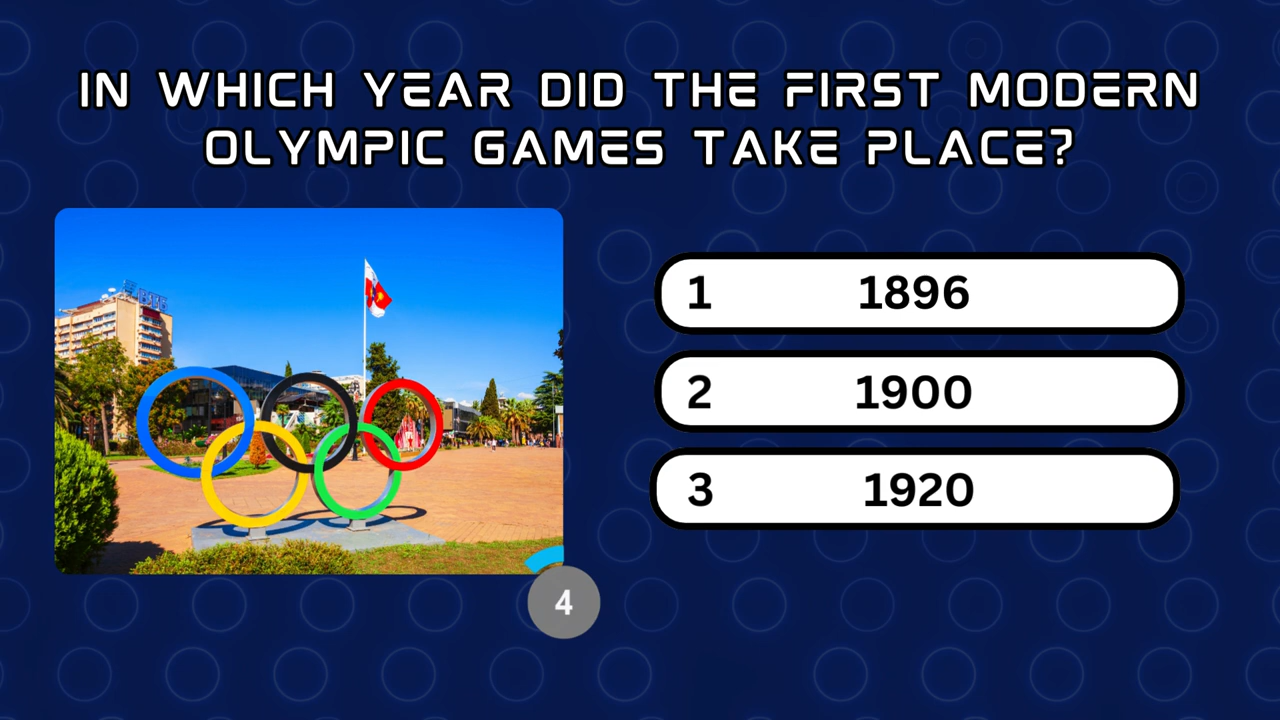 IN WHICH YEAR DID THE FIRST MODERN
OLYMPIC GAMES TAKE PLACE?
1 1896
2 1900
3 1920
4